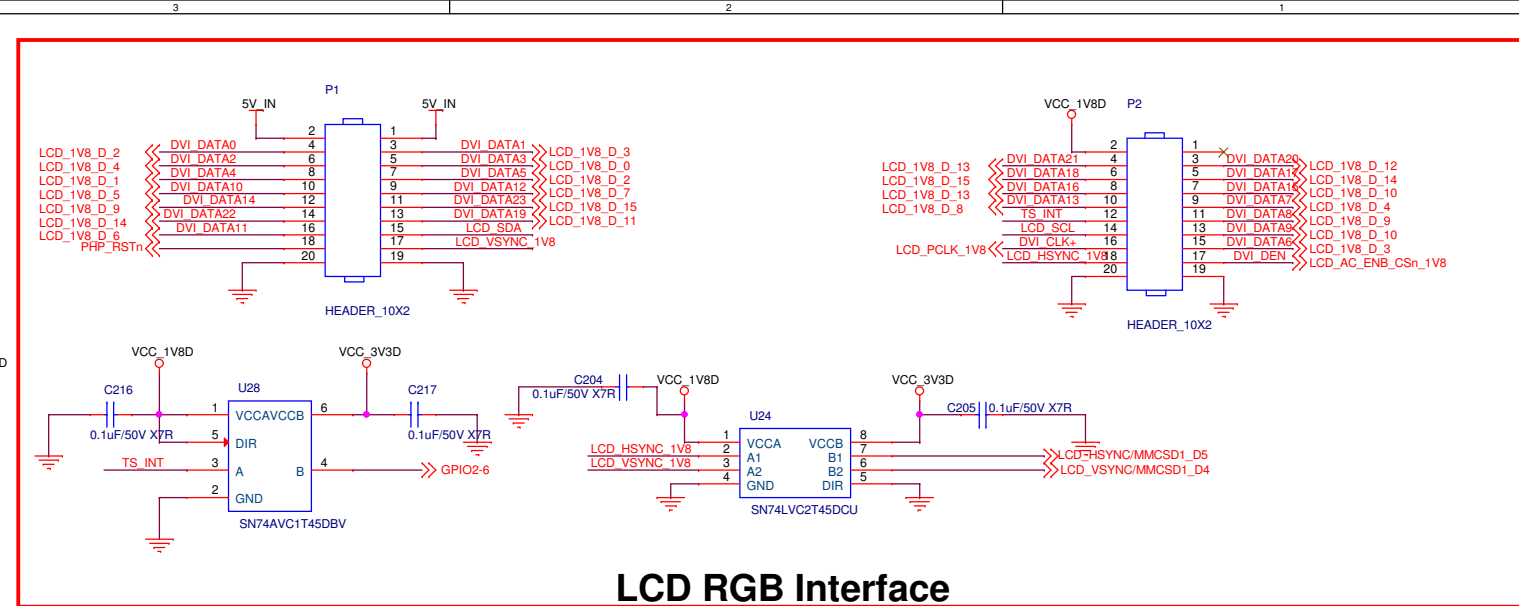 3 2 1
P1
5V_IN 5V_IN
2 1
LCD_1V8_D_2 DVI_DATA0 4 3 DVI_DATA1 LCD_1V8_D_3
LCD_1V8_D_4 DVI_DATA2 6 5 DVI_DATA3 LCD_1V8_D_0
LCD_1V8_D_1 DVI_DATA4 8 7 DVI_DATA5 LCD_1V8_D_2
LCD_1V8_D_5 DVI_DATA10 10 9 DVI_DATA12 LCD_1V8_D_7
LCD_1V8_D_9 DVI_DATA14 12 11 DVI_DATA23 LCD_1V8_D_15
LCD_1V8_D_14 DVI_DATA22 14 13 DVI_DATA19 LCD_1V8_D_11
LCD_1V8_D_6 DVI_DATA11 16 15 LCD_SDA
PHP_RSTn 18 17 LCD_VSYNC_1V8
20 19
HEADER_10X2
VCC_1V8D P2
2 1
LCD_1V8_D_13 DVI_DATA21 4 3 DVI_DATA20 LCD_1V8_D_12
LCD_1V8_D_15 DVI_DATA18 6 5 LCD_1V8_D_14
LCD_1V8_D_13 DVI_DATA16 8 7 LCD_1V8_D_10
LCD_1V8_D_8 DVI_DATA13 10 9 DVI_DATA7 LCD_1V8_D_4
TS_INT 12 11 DVI_DATA8 LCD_1V8_D_9
LCD_SCL 14 13 DVI_DATA9 LCD_1V8_D_10
LCD_PCLK_1V8 DVI_CLK+ 16 15 DVI_DATA6 LCD_1V8_D_3
LCD_HSYNC_1V8 18 17 DVI_DEN LCD_AC_ENB_CSn_1V8
20 19
HEADER_10X2
D
VCC_1V8D VCC_3V3D
C216 U28 C217
1 VCCA VCCB 6
0.1uF/50V X7R 0.1uF/50V X7R
5 DIR
TS_INT 3 A B 4 GPIO2-6
2 GND
SN74AVC1T45DBV
C204 VCC_1V8D VCC_3V3D
0.1uF/50V X7R
C205 0.1uF/50V X7R
U24
1 VCCA VCCB 8
LCD_HSYNC_1V8 2 A1 B1 7 LCD_HSYNC/MMCSD1_D5
LCD_VSYNC_1V8 3 A2 B2 6 LCD_VSYNC/MMCSD1_D4
4 GND DIR 5
SN74LVC2T45DCU
LCD RGB Interface